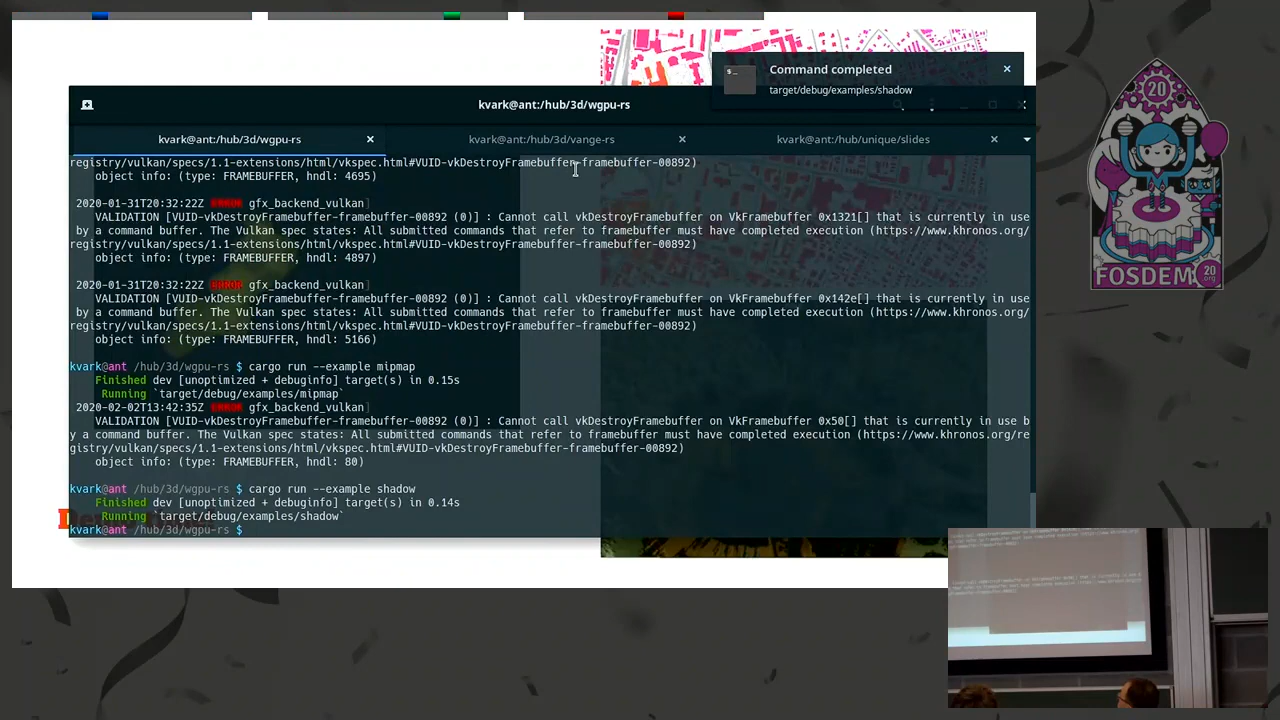 Command completed
target/debug/examples/shadow
kvark@ant:/hub/3d/wgpu-rs
kvark@ant:/hub/3d/wgpu-rs
kvark@ant:/hub/3d/vange-rs
kvark@ant:/hub/unique/slides
registry/vulkan/specs/1.1-extensions/html/vkspec.html#VUID-vkDestroyFramebuffer-framebuffer-00892)
object info: (type: FRAMEBUFFER, hndl: 4695)
2020-01-31T20:32:22Z ERROR gfx_backend_vulkan]
VALIDATION [VUID-vkDestroyFramebuffer-framebuffer-00892 (0)] : Cannot call vkDestroyFramebuffer on VkFramebuffer 0x1321[] that is currently in use
by a command buffer. The Vulkan spec states: All submitted commands that refer to framebuffer must have completed execution (https://www.khronos.org/
registry/vulkan/specs/1.1-extensions/html/vkspec.html#VUID-vkDestroyFramebuffer-framebuffer-00892)
object info: (type: FRAMEBUFFER, hndl: 4897)
2020-01-31T20:32:22Z ERROR gfx_backend_vulkan]
VALIDATION [VUID-vkDestroyFramebuffer-framebuffer-00892 (0)] : Cannot call vkDestroyFramebuffer on VkFramebuffer 0x142e[] that is currently in use
by a command buffer. The Vulkan spec states: All submitted commands that refer to framebuffer must have completed execution (https://www.khronos.org/
registry/vulkan/specs/1.1-extensions/html/vkspec.html#VUID-vkDestroyFramebuffer-framebuffer-00892)
object info: (type: FRAMEBUFFER, hndl: 5166)
kvark@ant /hub/3d/wgpu-rs $ cargo run --example mipmap
Finished dev [unoptimized + debuginfo] target(s) in 0.15s
Running `target/debug/examples/mipmap`
2020-02-02T13:42:35Z ERROR gfx_backend_vulkan]
VALIDATION [VUID-vkDestroyFramebuffer-framebuffer-00892 (0)] : Cannot call vkDestroyFramebuffer on VkFramebuffer 0x50[] that is currently in use b
y a command buffer. The Vulkan spec states: All submitted commands that refer to framebuffer must have completed execution (https://www.khronos.org/re
gistry/vulkan/specs/1.1-extensions/html/vkspec.html#VUID-vkDestroyFramebuffer-framebuffer-00892)
object info: (type: FRAMEBUFFER, hndl: 80)
kvark@ant /hub/3d/wgpu-rs $ cargo run --example shadow
Finished dev [unoptimized + debuginfo] target(s) in 0.14s
Running `target/debug/examples/shadow`
kvark@ant /hub/3d/wgpu-rs $
20
FOSDEM
20
.org